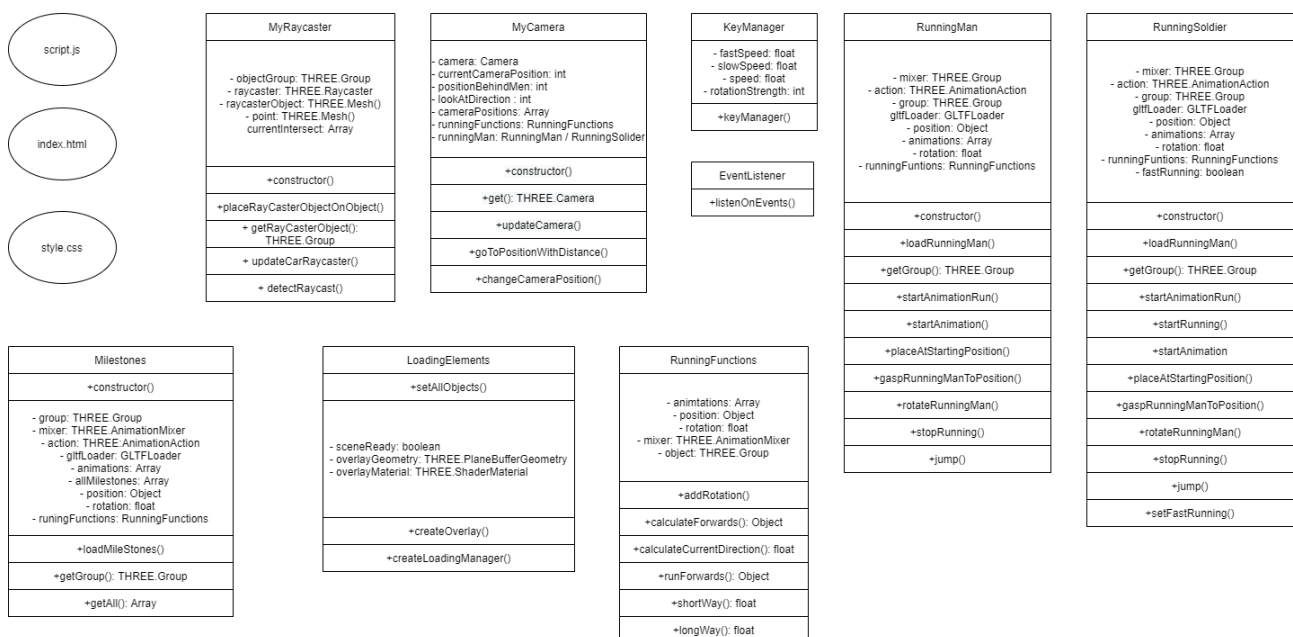 script.js
index.html
style.css
MyRaycaster
- objectGroup: THREE.Group
- raycaster: THREE.Raycaster
- raycasterObject: THREE.Mesh()
- point: THREE.Mesh()
currentIntersect: Array
+constructor()
+placeRayCasterObjectOnObject()
+ getRayCasterObject():
THREE.Group
+ updateCarRaycaster()
+ detectRaycast()
MyCamera
- camera: Camera
- currentCameraPosition: int
- positionBehindMen: int
- lookAtDirection : int
- cameraPositions: Array
- runningFunctions: RunningFunctions
- runningMan: RunningMan / RunningSolider
+constructor()
+get(): THREE.Camera
+updateCamera()
+goToPositionWithDistance()
+changeCameraPosition()
KeyManager
- fastSpeed: float
- slowSpeed: float
- speed: float
- rotationStrength: int
+keyManager()
EventListener
+listenOnEvents()
RunningMan
- mixer: THREE.Group
- action: THREE.AnimationAction
- group: THREE.Group
gltfLoader: GLTFLoader
- position: Object
- animations: Array
- rotation: float
- runningFuntions: RunningFunctions
+constructor()
+loadRunningMan()
+getGroup(): THREE.Group
+startAnimationRun()
+startAnimation()
+placeAtStartingPosition()
+gaspRunningManToPosition()
+rotateRunningMan()
+stopRunning()
+jump()
RunningSoldier
- mixer: THREE.Group
- action: THREE.AnimationAction
- group: THREE.Group
gltfLoader: GLTFLoader
- position: Object
- animations: Array
- rotation: float
- runningFuntions: RunningFunctions
- fastRunning: boolean
+constructor()
+loadRunningMan()
+getGroup(): THREE.Group
+startAnimationRun()
+startRunning()
+startAnimation
+placeAtStartingPosition()
+gaspRunningManToPosition()
+rotateRunningMan()
+stopRunning()
+jump()
+setFastRunning()
Milestones
+constructor()
- group: THREE.Group
- mixer: THREE.AnimationMixer
- action: THREE:AnimationAction
- gltfLoader: GLTFLoader
- animations: Array
- allMilestones: Array
- position: Object
- rotation: float
- runingFunctions: RunningFunctions
+loadMileStones()
+getGroup(): THREE.Group
+getAll(): Array
LoadingElements
+setAllObjects()
- sceneReady: boolean
- overlayGeometry: THREE.PlaneBufferGeometry
- overlayMaterial: THREE.ShaderMaterial
+createOverlay()
+createLoadingManager()
RunningFunctions
- animtations: Array
- position: Object
- rotation: float
- mixer: THREE.AnimationMixer
- object: THREE.Group
+addRotation()
+calculateForwards(): Object
+calculateCurrentDirection(): float
+runForwards(): Object
+shortWay(): float
+longWay(): float